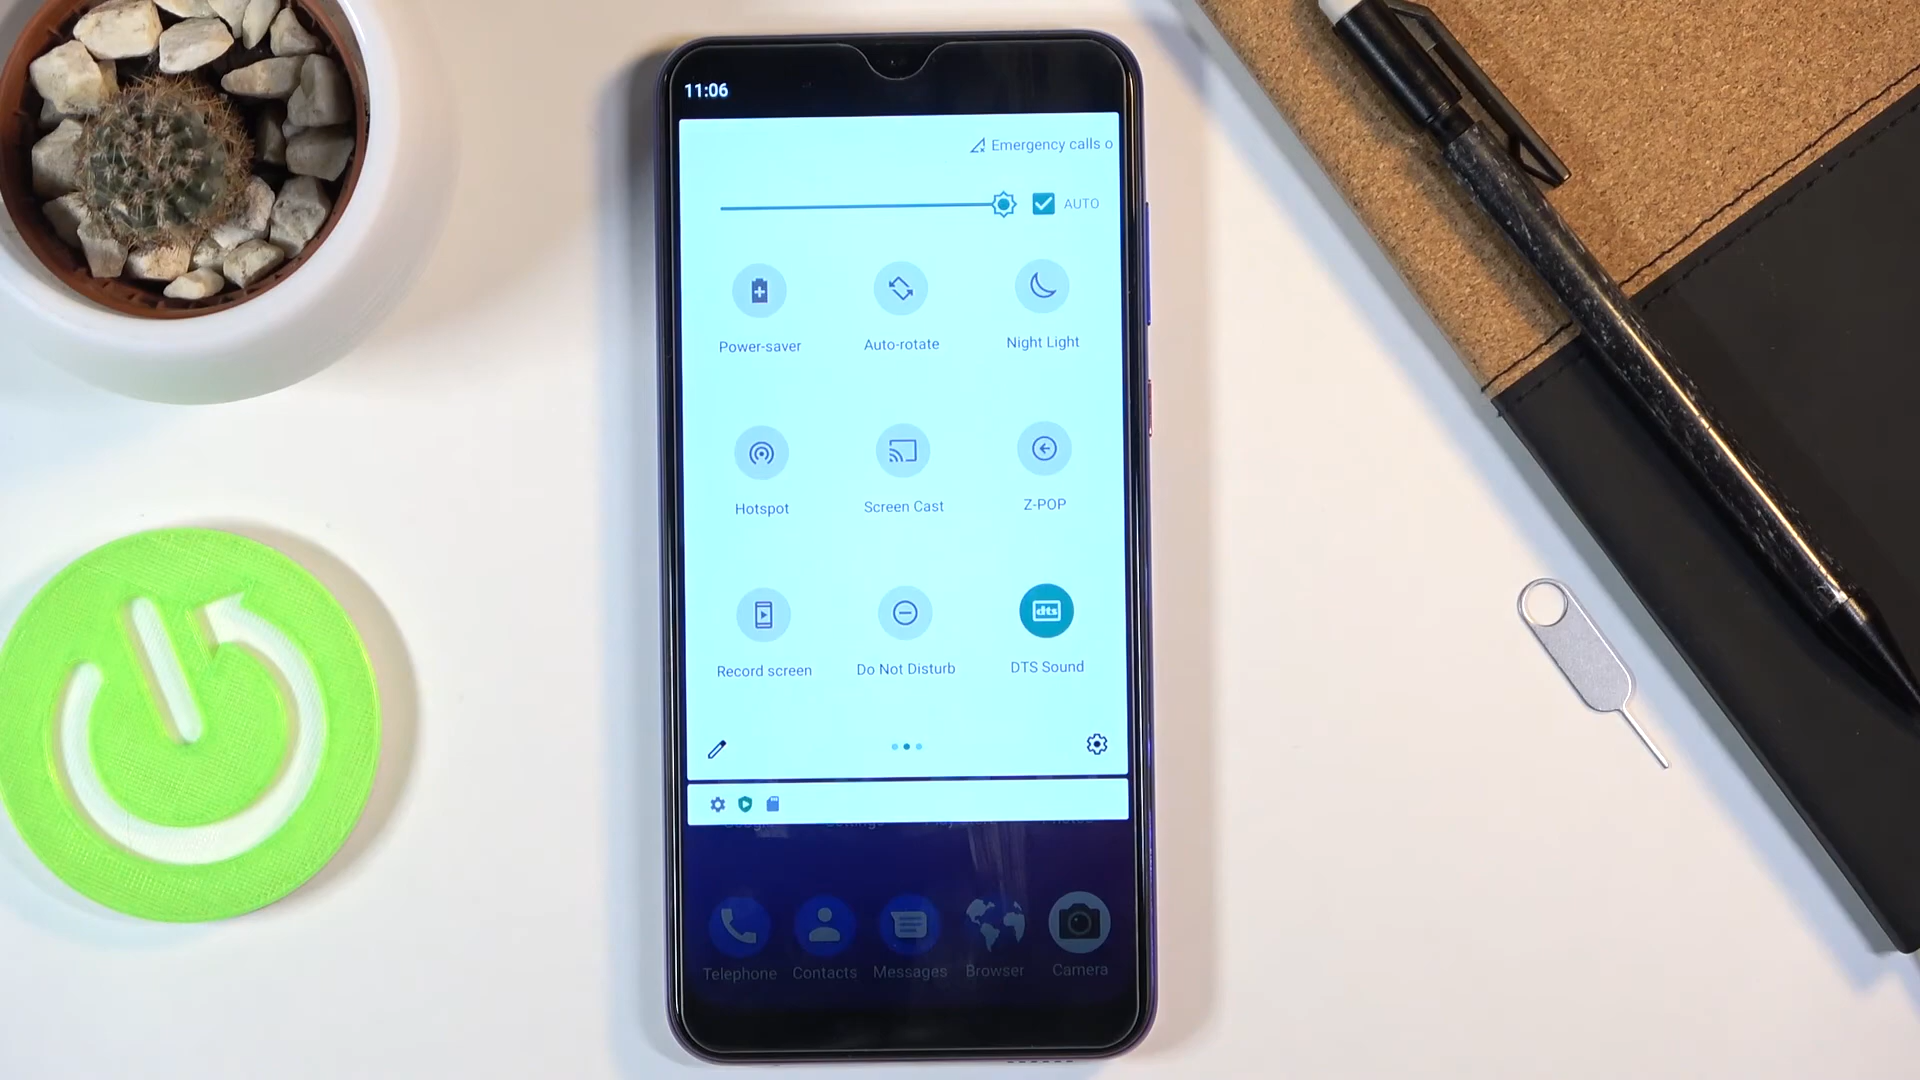 11:06
Emergency calls o
AUTO
Power-saver
Auto-rotate
Night Light
Hotspot
Screen Cast
Z-POP
Record screen
Do Not Disturb
dts
DTS Sound
Telephone
Contacts
Messages
Browser
Camera